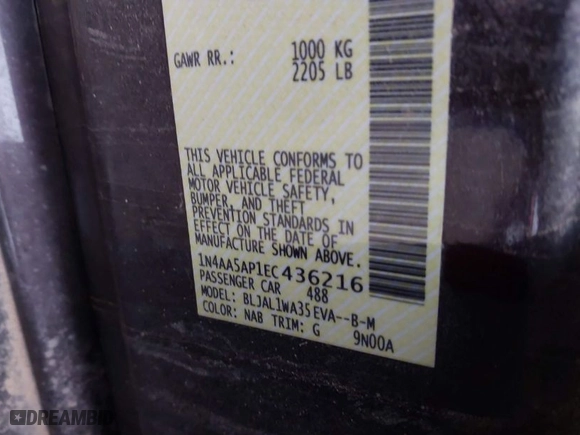 GAWR RR.: 1000 KG
2205 LB
THIS VEHICLE CONFORMS TO
ALL APPLICABLE FEDERAL
MOTOR VEHICLE SAFETY,
BUMPER, AND THEFT
PREVENTION STANDARDS IN
EFFECT ON THE DATE OF
MANUFACTURE SHOWN ABOVE.
1N4AA5AP1EC436216
PASSENGER CAR 488
MODEL: BLJAL1WA35EVA--B-M
COLOR: NAB TRIM: G 9N00A
DREAMBID